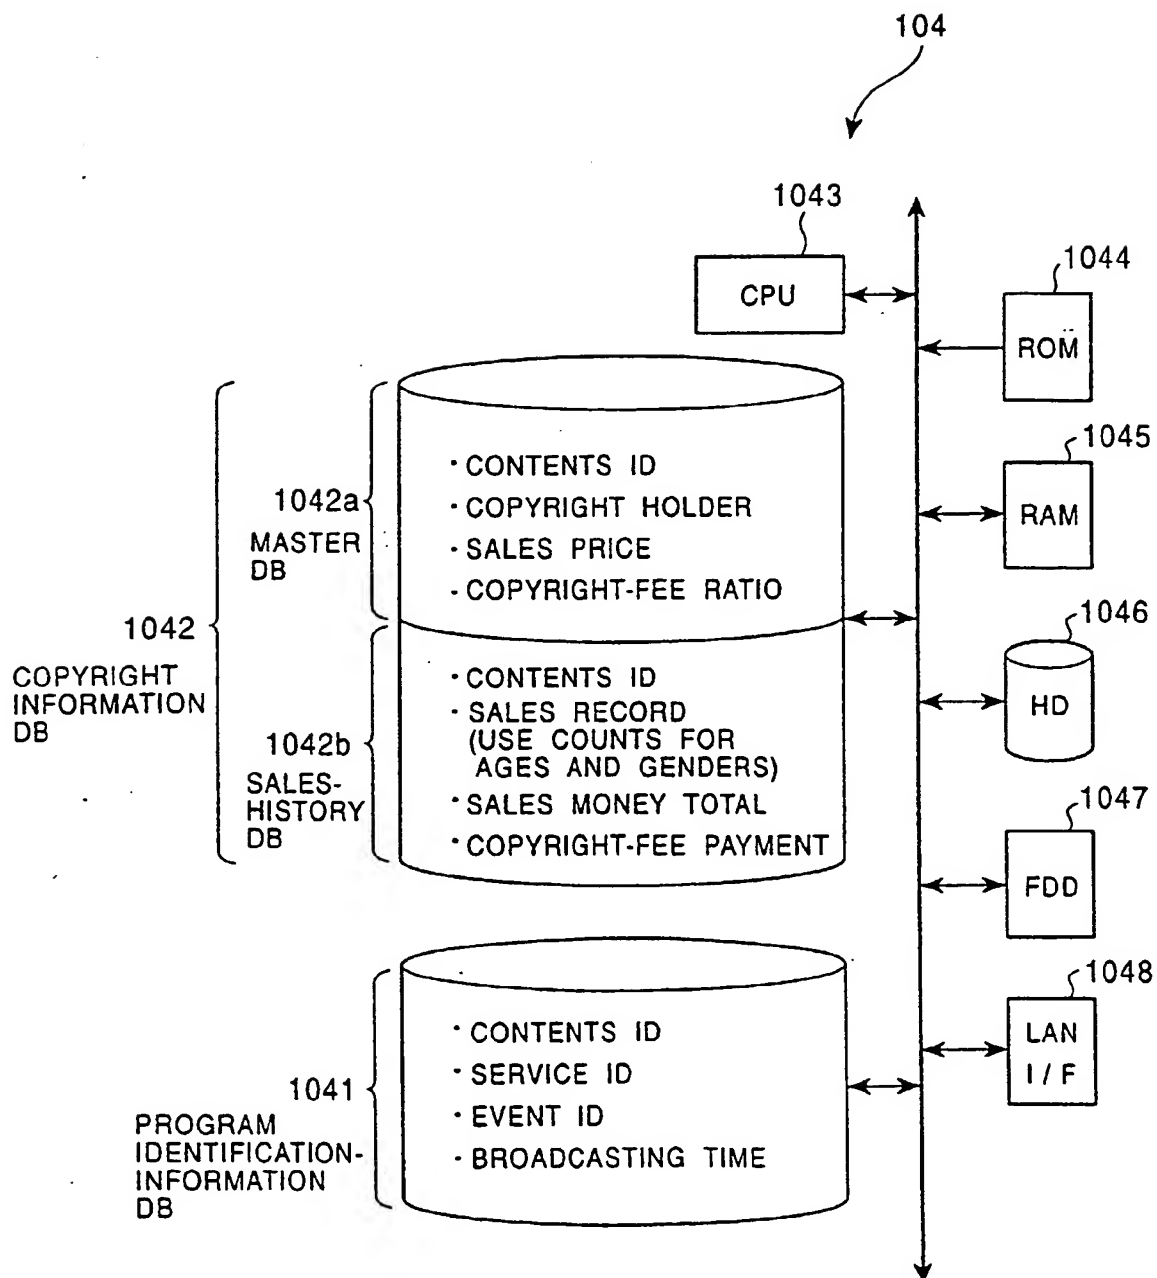 104
1043
CPU
1044
ROM
1045
RAM
1046
HD
1047
FDD
1048
LAN
I/F
1042
COPYRIGHT
INFORMATION
DB
1042a
MASTER
DB
· CONTENTS ID
· COPYRIGHT HOLDER
· SALES PRICE
· COPYRIGHT-FEE RATIO
1042b
SALES-
HISTORY
DB
· CONTENTS ID
· SALES RECORD
(USE COUNTS FOR
AGES AND GENDERS)
· SALES MONEY TOTAL
· COPYRIGHT-FEE PAYMENT
1041
PROGRAM
IDENTIFICATION-
INFORMATION
DB
· CONTENTS ID
· SERVICE ID
· EVENT ID
· BROADCASTING TIME